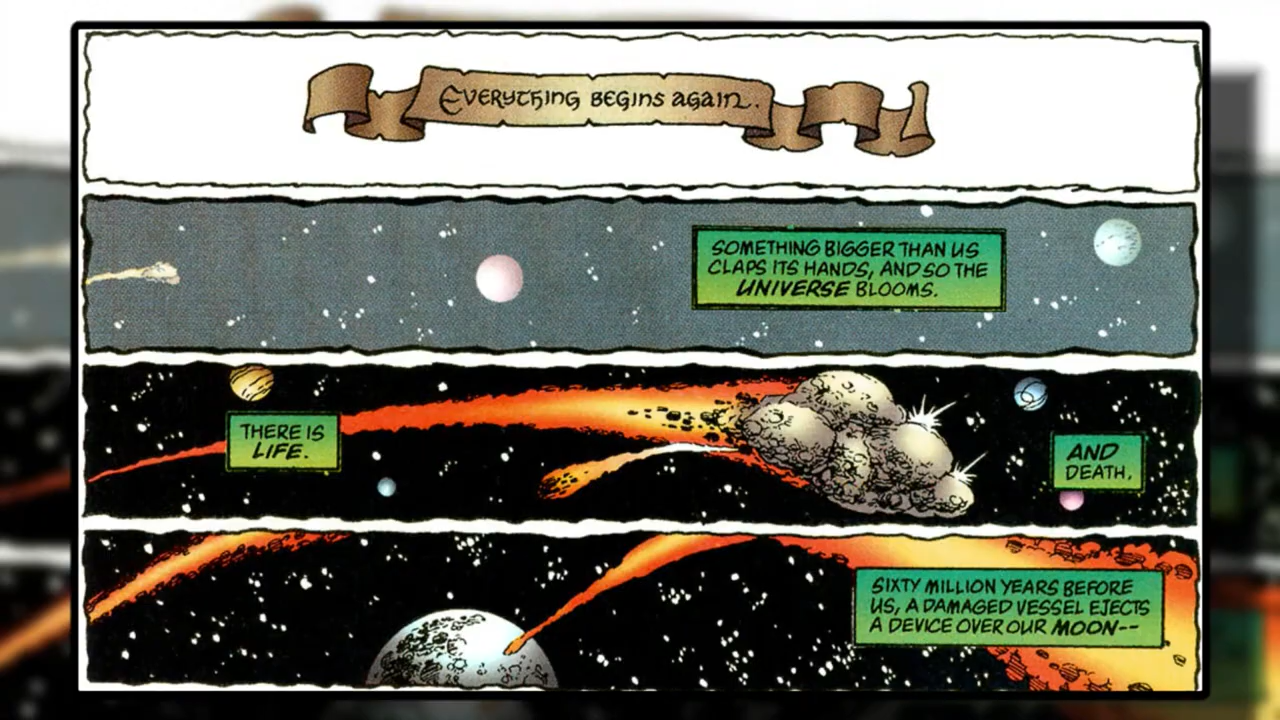 EVERYTHING BEGINS AGAIN..
SOMETHING BIGGER THAN US
CLAPS ITS HANDS, AND SO THE
UNIVERSE BLOOMS.
THERE IS
LIFE.
AND
DEATH.
SIXTY MILLION YEARS BEFORE
US, A DAMAGED VESSEL EJECTS
A DEVICE OVER OUR MOON--